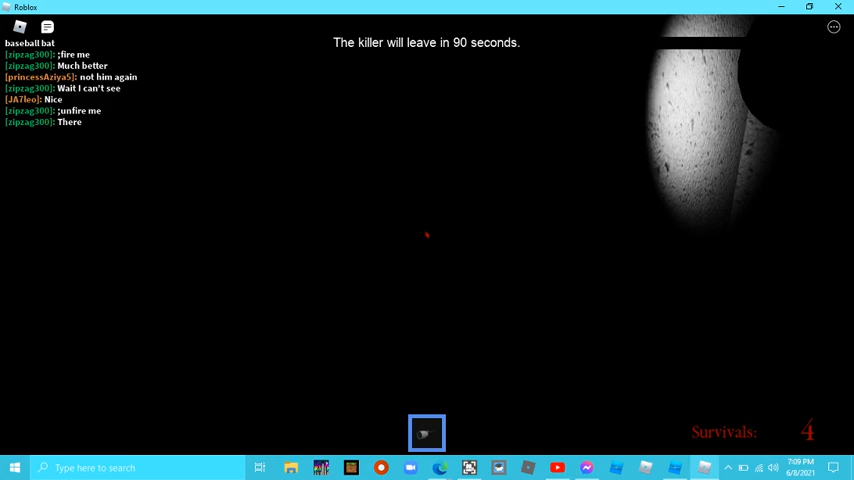 Roblox
The killer will leave in 90 seconds.
baseball bat
[zipzag300]: ;fire me
[zipzag300]: Much better
[princessAziya5]: not him again
[zipzag300]: Wait I can't see
[JA7leo]: Nice
[zipzag300]: ;unfire me
[zipzag300]: There
Survivals: 4
Type here to search
7:09 PM
6/8/2021